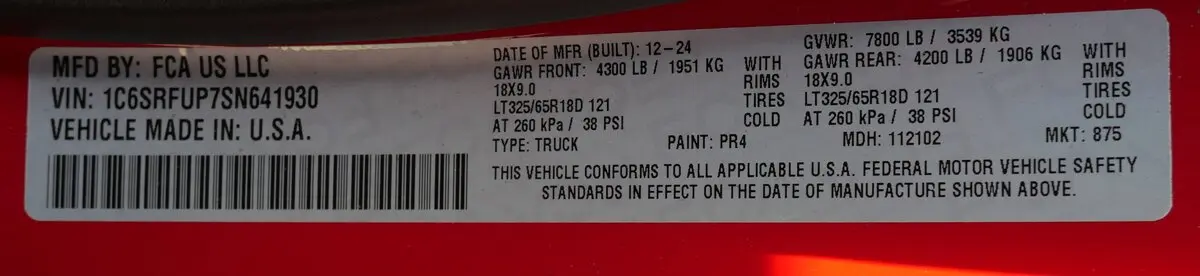 MFD BY: FCA US LLC
VIN: 1C6SRFUP7SN641930
VEHICLE MADE IN: U.S.A.
DATE OF MFR (BUILT): 12-24
GAWR FRONT: 4300 LB / 1951 KG WITH
18X9.0 RIMS
LT325/65R18D 121 TIRES
AT 260 kPa / 38 PSI COLD
GVWR: 7800 LB / 3539 KG
GAWR REAR: 4200 LB / 1906 KG WITH
18X9.0 RIMS
LT325/65R18D 121 TIRES
AT 260 kPa / 38 PSI COLD
TYPE: TRUCK PAINT: PR4 MDH: 112102 MKT: 875
THIS VEHICLE CONFORMS TO ALL APPLICABLE U.S.A. FEDERAL MOTOR VEHICLE SAFETY
STANDARDS IN EFFECT ON THE DATE OF MANUFACTURE SHOWN ABOVE.